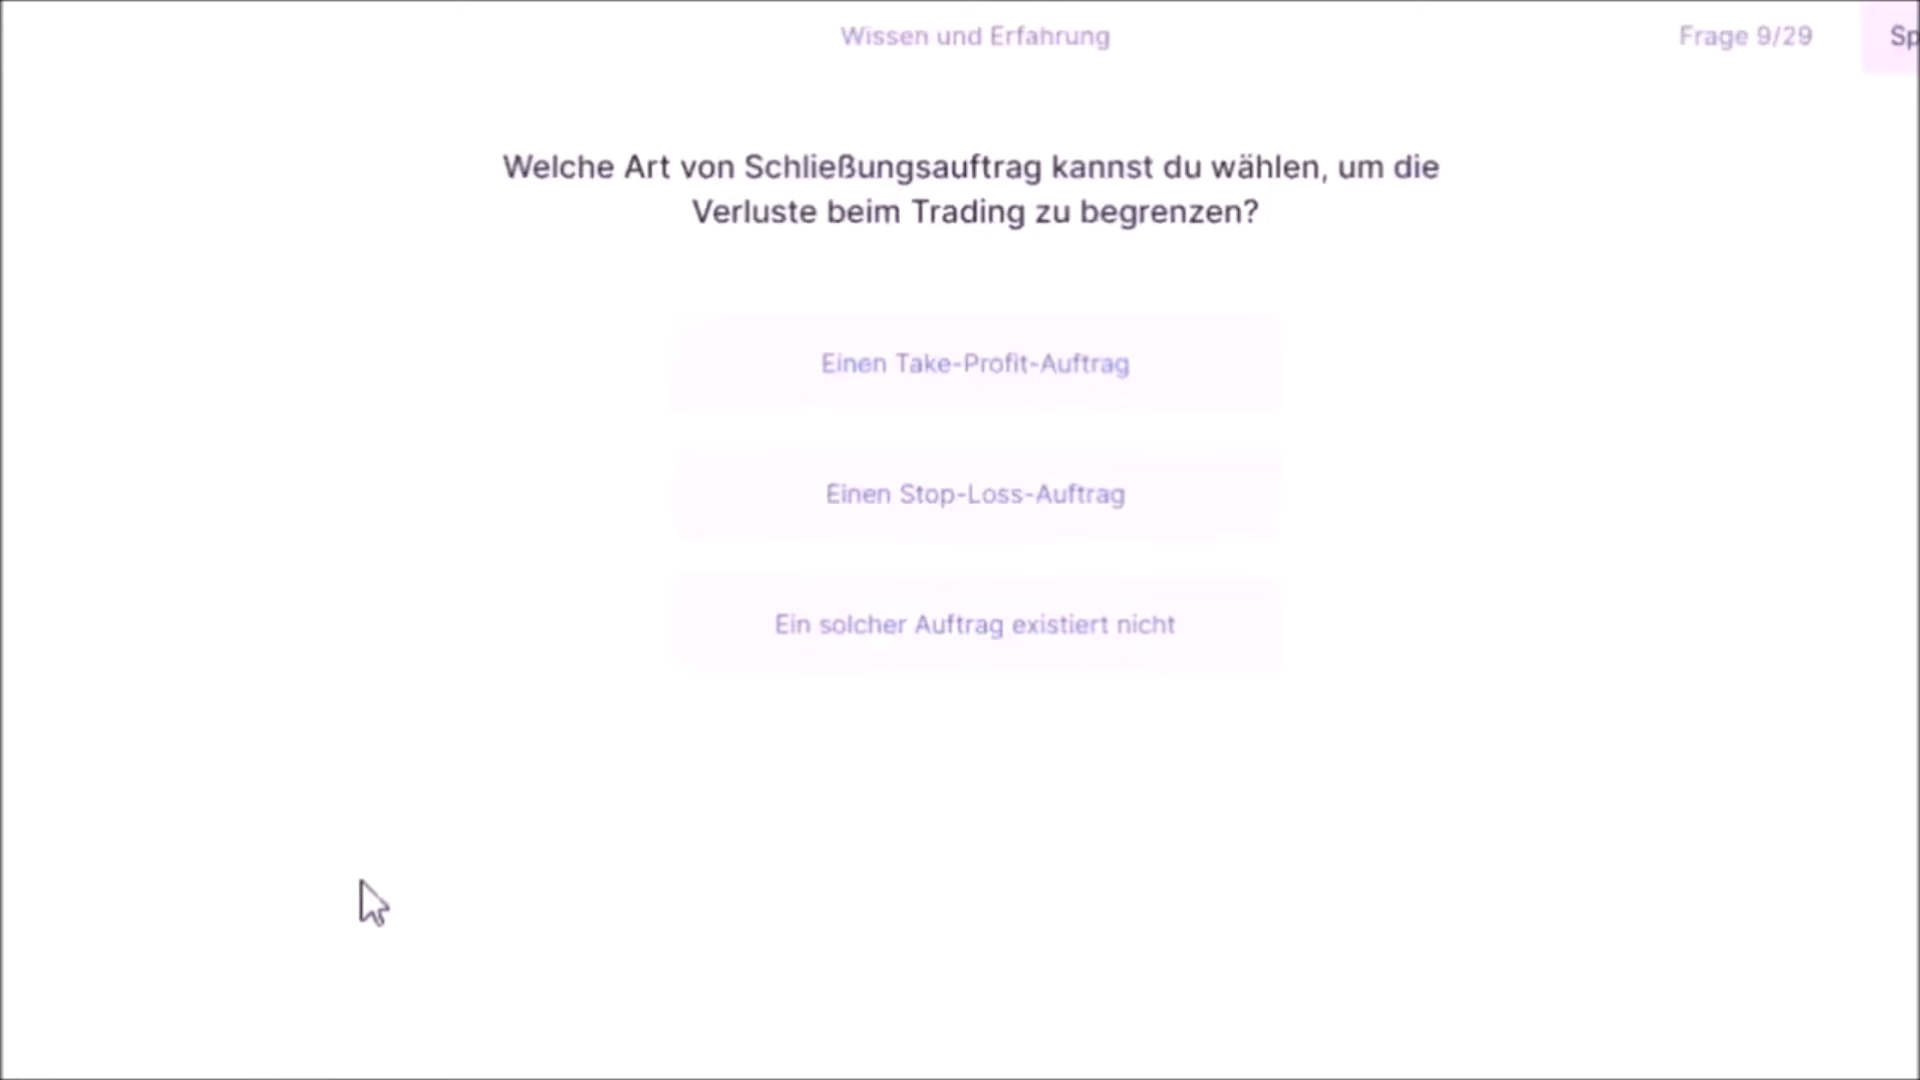 Wissen und Erfahrung
Frage 9/29
Sp
Welche Art von Schließungsauftrag kannst du wählen, um die
Verluste beim Trading zu begrenzen?
Einen Take-Profit-Auftrag
Einen Stop-Loss-Auftrag
Ein solcher Auftrag existiert nicht